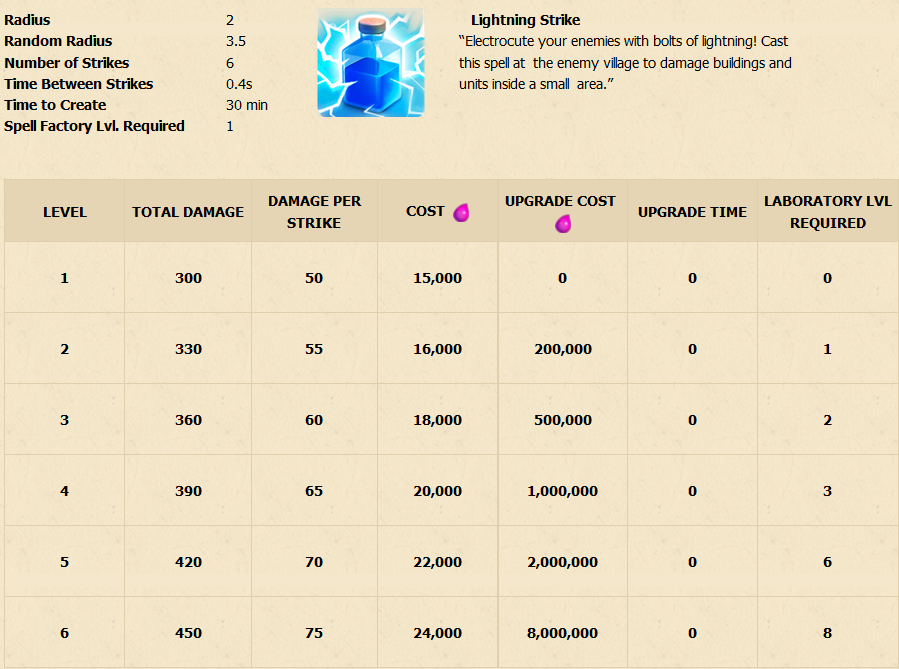 Radius 2
Random Radius 3.5
Number of Strikes 6
Time Between Strikes 0.4s
Time to Create 30 min
Spell Factory Lvl. Required 1
Lightning Strike
“Electrocute your enemies with bolts of lightning! Cast
this spell at the enemy village to damage buildings and
units inside a small area.”
LEVEL TOTAL DAMAGE DAMAGE PER STRIKE COST UPGRADE COST UPGRADE TIME LABORATORY LVL REQUIRED
1 300 50 15,000 0 0 0
2 330 55 16,000 200,000 0 1
3 360 60 18,000 500,000 0 2
4 390 65 20,000 1,000,000 0 3
5 420 70 22,000 2,000,000 0 6
6 450 75 24,000 8,000,000 0 8